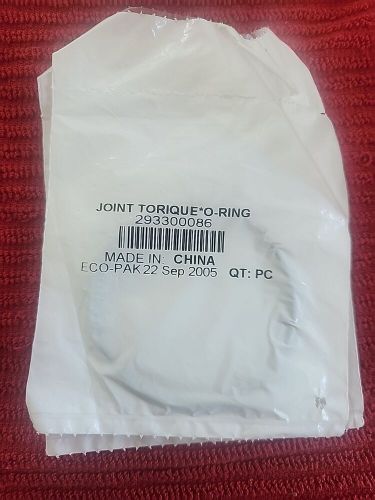 JOINT TORIQUE*O-RING
293300086
MADE IN: CHINA
ECO-PAK 22 Sep 2005 QT: PC